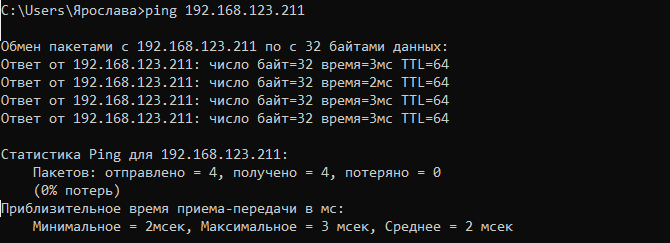 C:\Users\Ярослава>ping 192.168.123.211
Обмен пакетами с 192.168.123.211 по с 32 байтами данных:
Ответ от 192.168.123.211: число байт=32 время=3мс TTL=64
Ответ от 192.168.123.211: число байт=32 время=2мс TTL=64
Ответ от 192.168.123.211: число байт=32 время=3мс TTL=64
Ответ от 192.168.123.211: число байт=32 время=3мс TTL=64
Статистика Ping для 192.168.123.211:
Пакетов: отправлено = 4, получено = 4, потеряно = 0
(0% потерь)
Приблизительное время приема-передачи в мс:
Минимальное = 2мсек, Максимальное = 3 мсек, Среднее = 2 мсек